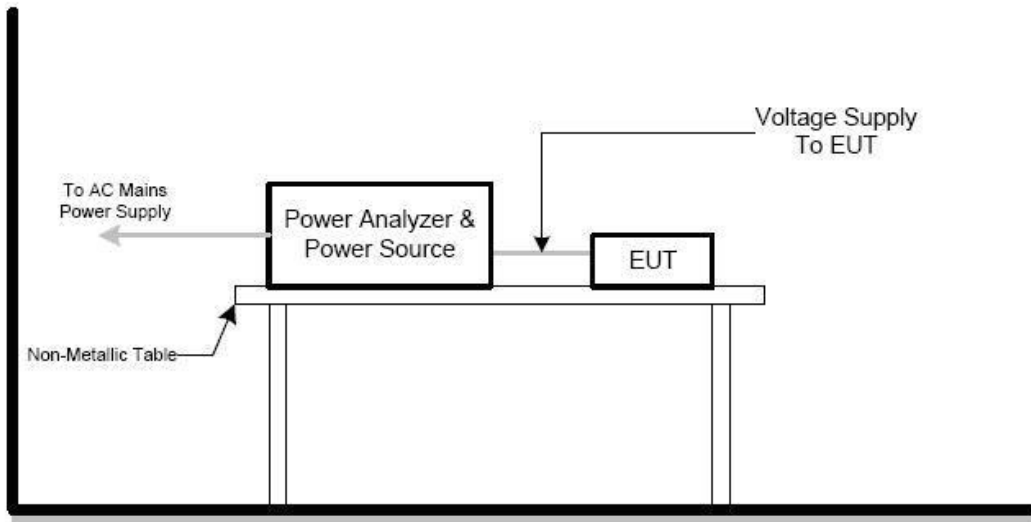 Voltage Supply
To EUT
To AC Mains
Power Supply
Power Analyzer &
Power Source
EUT
Non-Metallic Table